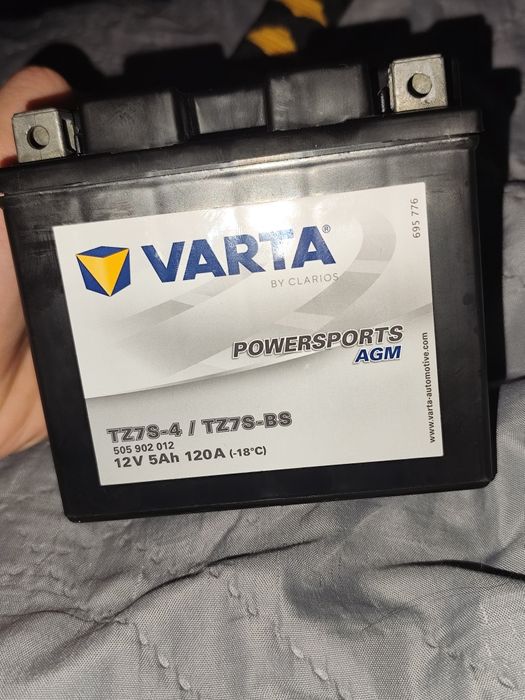 695 776
VARTA®
BY CLARIOS
POWERSPORTS
AGM
TZ7S-4 / TZ7S-BS
505 902 012
12V 5Ah 120A (-18°C)
www.varta-automotive.com